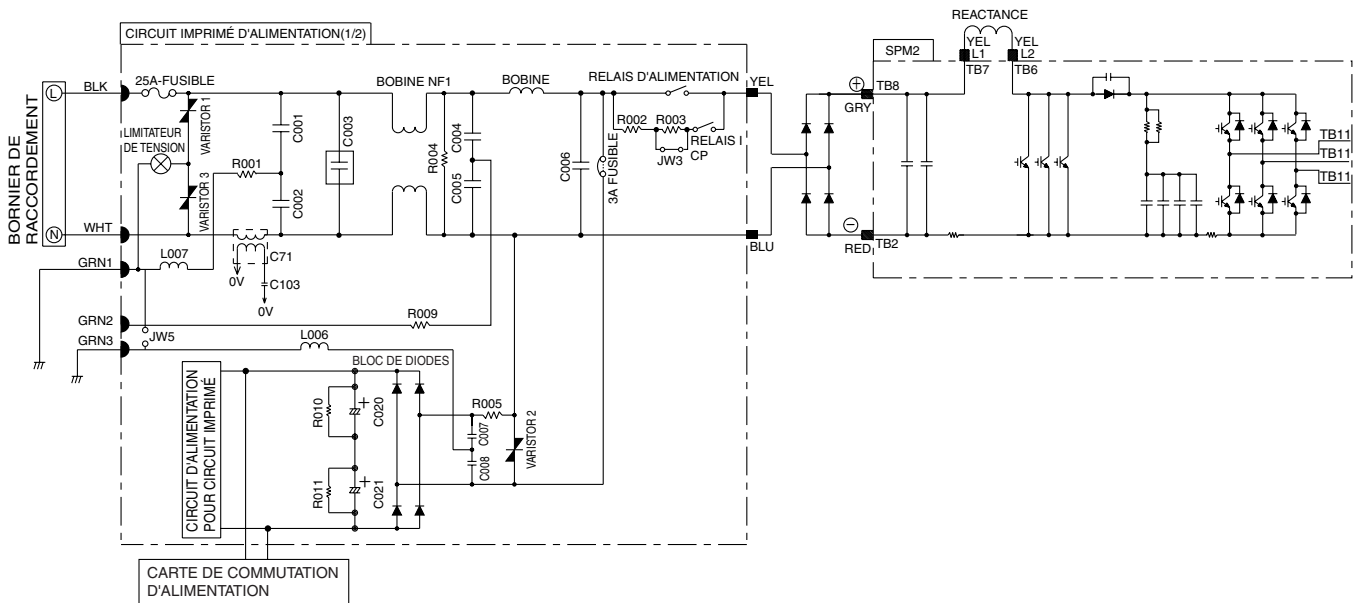 REACTANCE
CIRCUIT IMPRIMÉ D'ALIMENTATION(1/2)
SPM2
YEL
L1
YEL
L2
TB7
TB6
BORNIER DE
RACCORDEMENT
L
BLK
25A-FUSIBLE
BOBINE NF1
BOBINE
RELAIS D'ALIMENTATION
YEL
+
TB8
GRY
VARISTOR 1
LIMITATEUR
DE TENSION
C001
C003
C004
R002
R003
RELAIS I
CP
JW3
R001
R004
C005
C006
3A FUSIBLE
TB11
TB11
TB11
VARISTOR 3
C002
N
WHT
BLU
−
RED
TB2
GRN1
L007
C71
0V
C103
0V
GRN2
R009
JW5
GRN3
L006
BLOC DE DIODES
CIRCUIT D'ALIMENTATION
POUR CIRCUIT IMPRIMÉ
R010
+
C020
R005
C007
C008
VARISTOR 2
R011
+
C021
CARTE DE COMMUTATION
D'ALIMENTATION